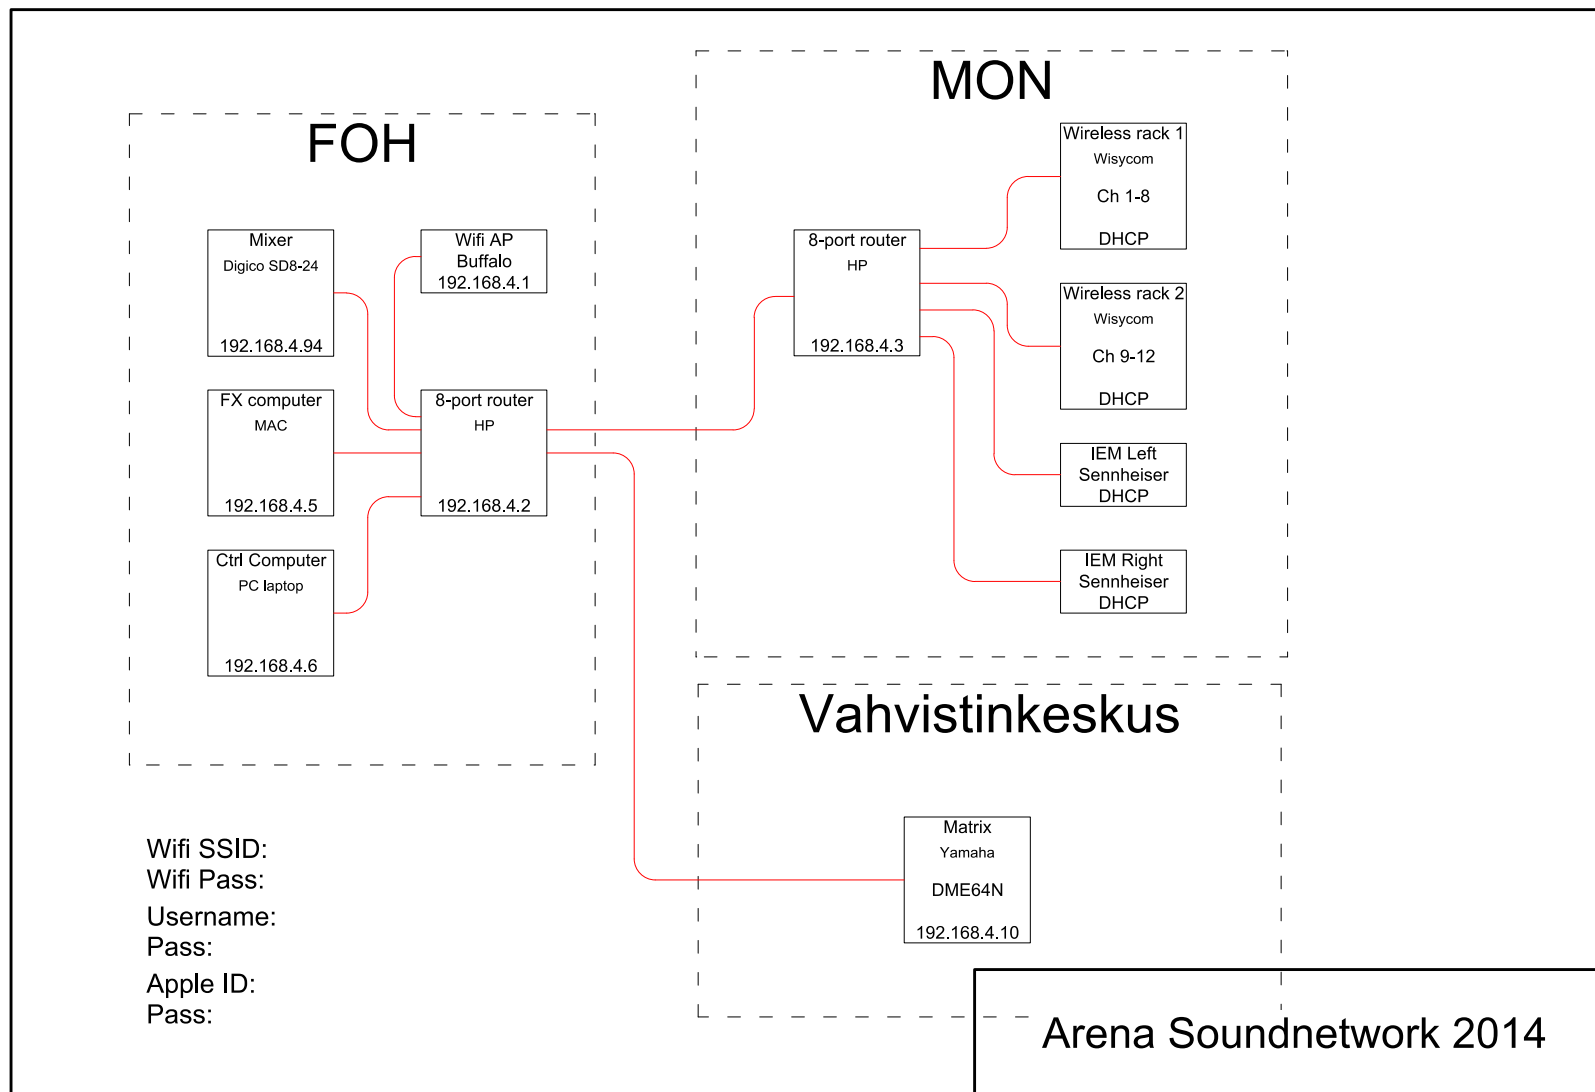 FOH
Mixer
Digico SD8-24
192.168.4.94
Wifi AP
Buffalo
192.168.4.1
FX computer
MAC
192.168.4.5
8-port router
HP
192.168.4.2
Ctrl Computer
PC laptop
192.168.4.6
MON
8-port router
HP
192.168.4.3
Wireless rack 1
Wisycom
Ch 1-8
DHCP
Wireless rack 2
Wisycom
Ch 9-12
DHCP
IEM Left
Sennheiser
DHCP
IEM Right
Sennheiser
DHCP
Vahvistinkeskus
Matrix
Yamaha
DME64N
192.168.4.10
Wifi SSID:
Wifi Pass:
Username:
Pass:
Apple ID:
Pass:
Arena Soundnetwork 2014